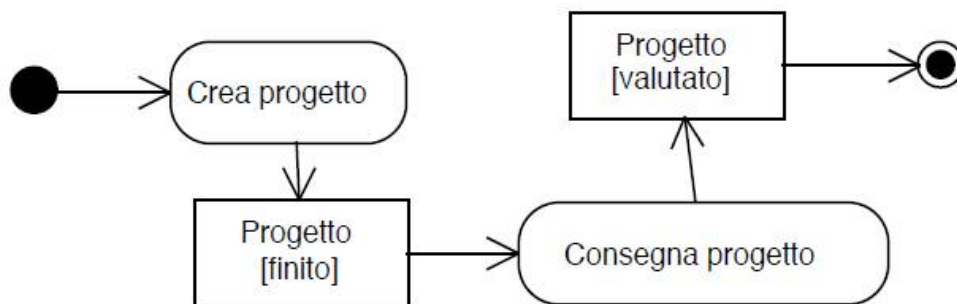 Crea progetto
Progetto
[finito]
Consegna progetto
Progetto
[valutato]